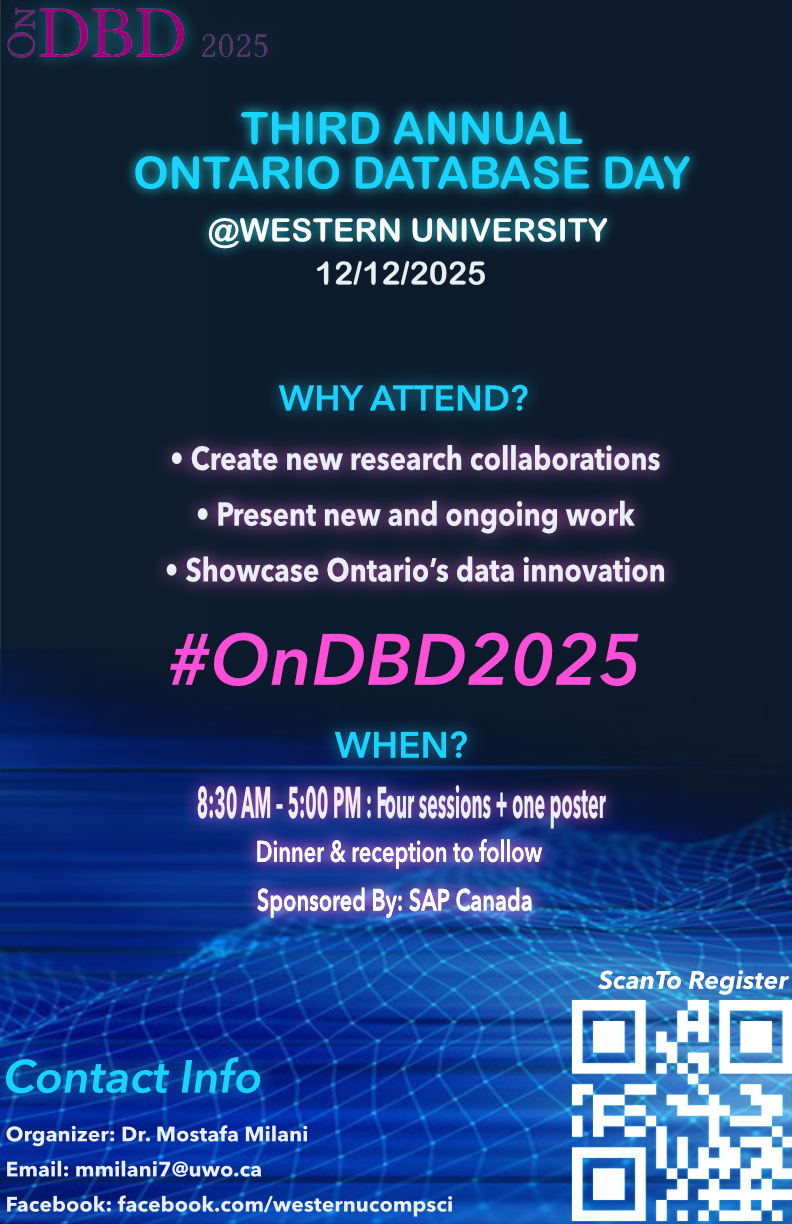 ON DBD 2025
THIRD ANNUAL
ONTARIO DATABASE DAY
@WESTERN UNIVERSITY
12/12/2025
WHY ATTEND?
• Create new research collaborations
• Present new and ongoing work
• Showcase Ontario’s data innovation
#OnDBD2025
WHEN?
8:30 AM - 5:00 PM : Four sessions + one poster
Dinner & reception to follow
Sponsored By: SAP Canada
ScanTo Register
Contact Info
Organizer: Dr. Mostafa Milani
Email: mmilani7@uwo.ca
Facebook: facebook.com/westernucompsci